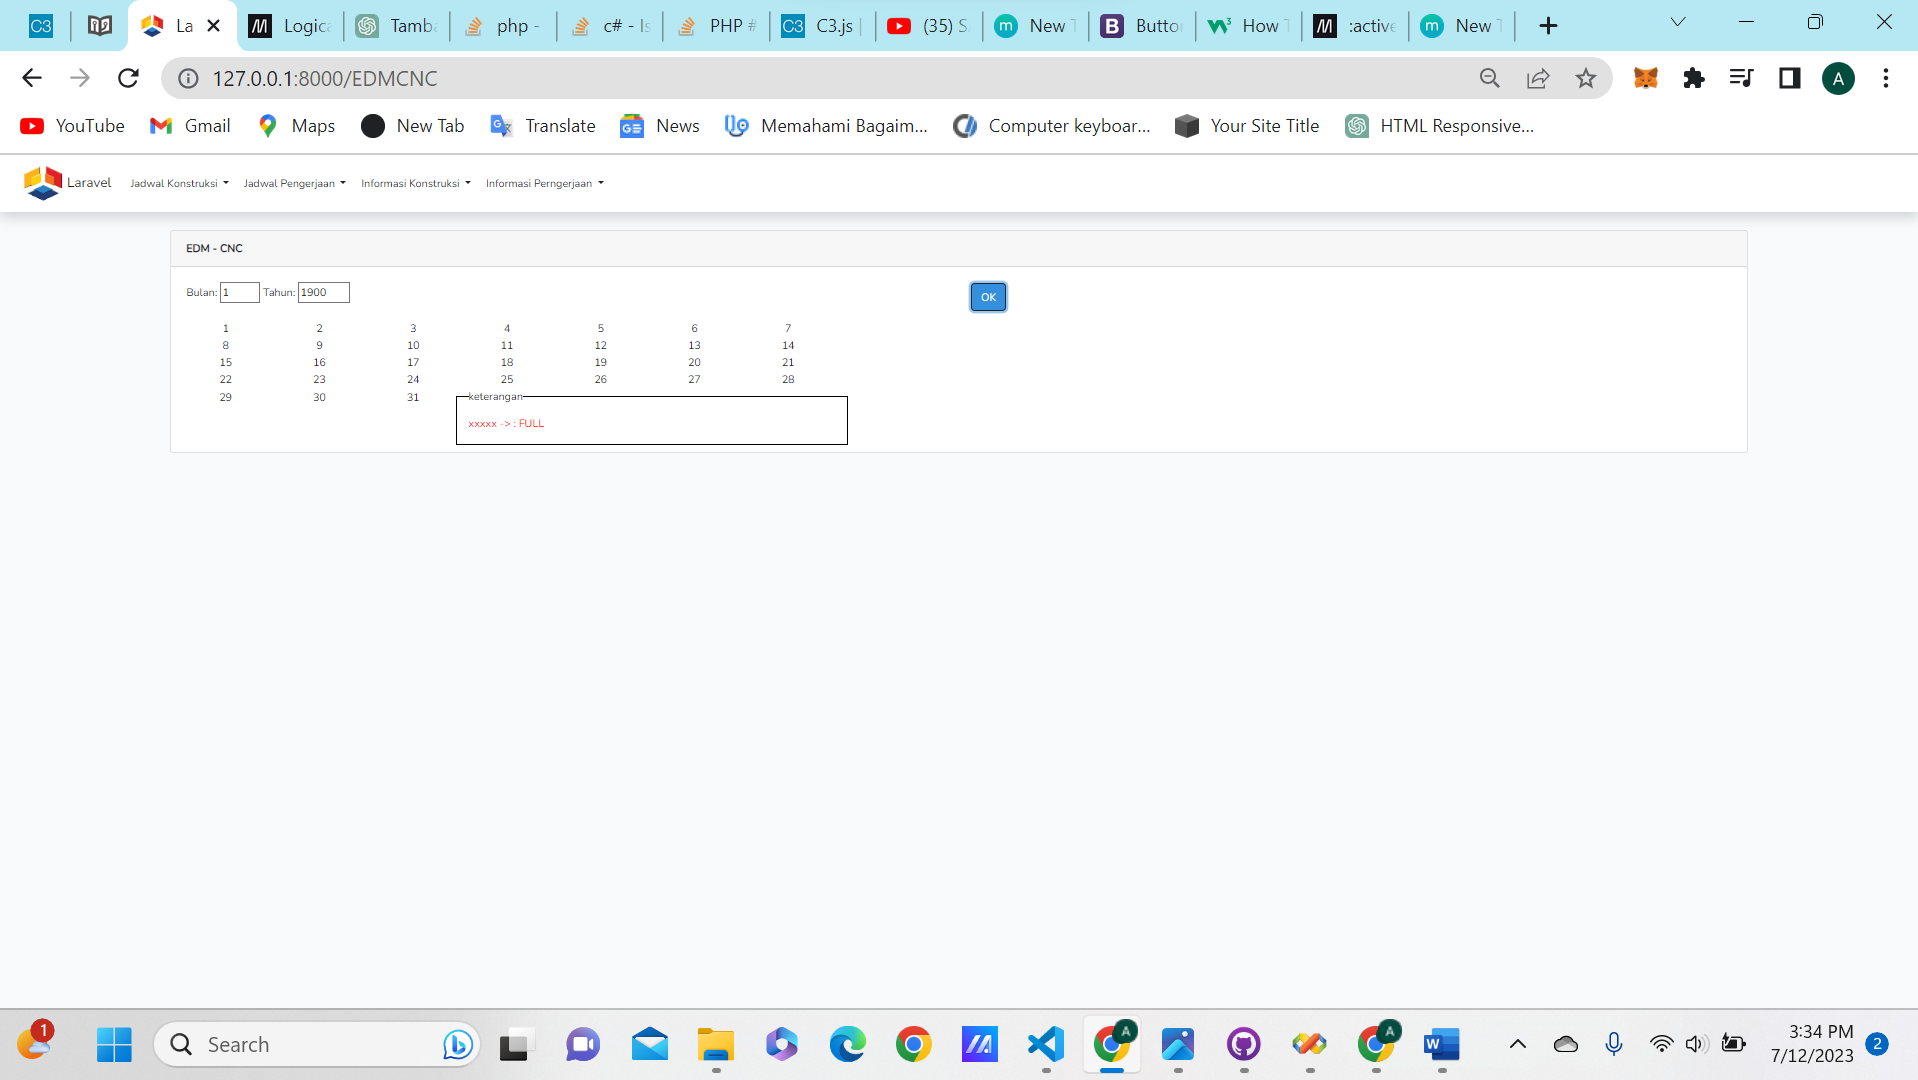 C3 La Logica Tamba php - c# - Is PHP # C3 C3.js | (35) S m New T B Butto How T :active m New T
127.0.0.1:8000/EDMCNC A
YouTube Gmail Maps New Tab Translate News Memahami Bagaim... Computer keyboar... Your Site Title HTML Responsive...
Laravel Jadwal Konstruksi Jadwal Pengerjaan Informasi Konstruksi Informasi Perngerjaan
EDM - CNC
Bulan: 1 Tahun: 1900 OK
1 2 3 4 5 6 7
8 9 10 11 12 13 14
15 16 17 18 19 20 21
22 23 24 25 26 27 28
29 30 31
keterangan
xxxxx -> : FULL
1 Search A A W 3:34 PM
7/12/2023 2